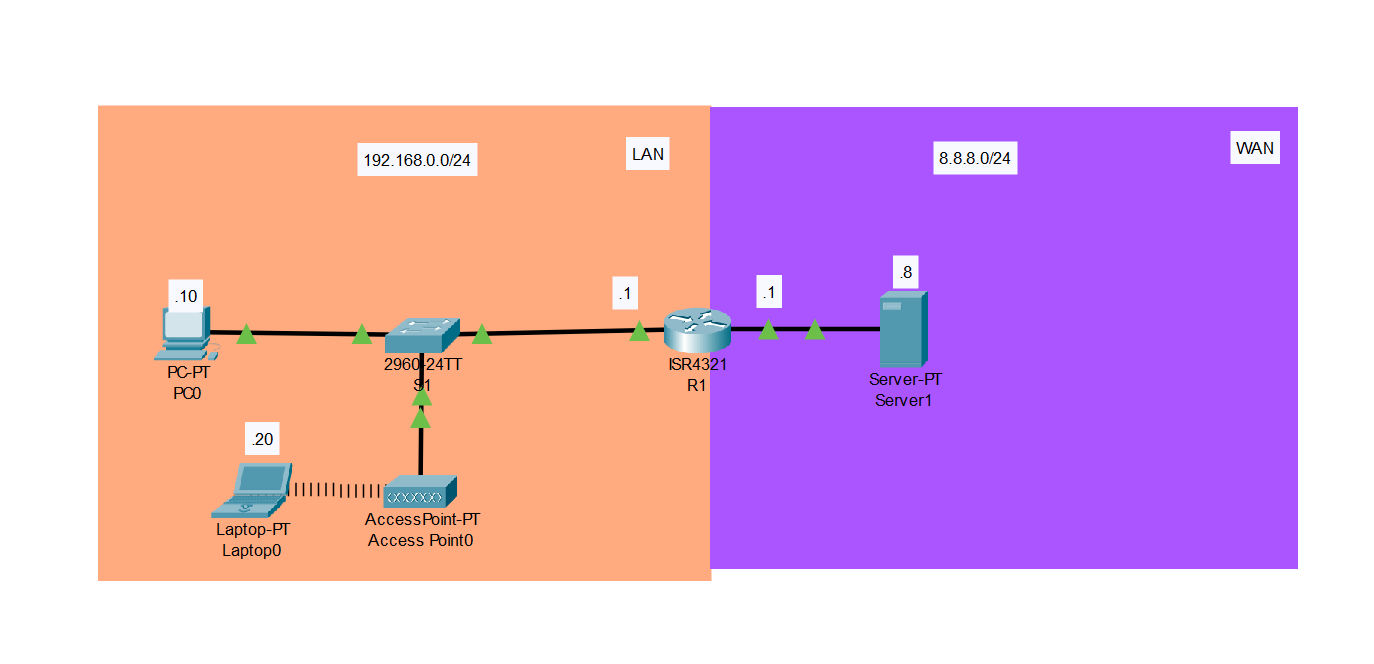 192.168.0.0/24
LAN
8.8.8.0/24
WAN
.10
PC-PT
PC0
2960-24TT
S1
.1
ISR4321
R1
.1
.8
Server-PT
Server1
.20
Laptop-PT
Laptop0
AccessPoint-PT
Access Point0